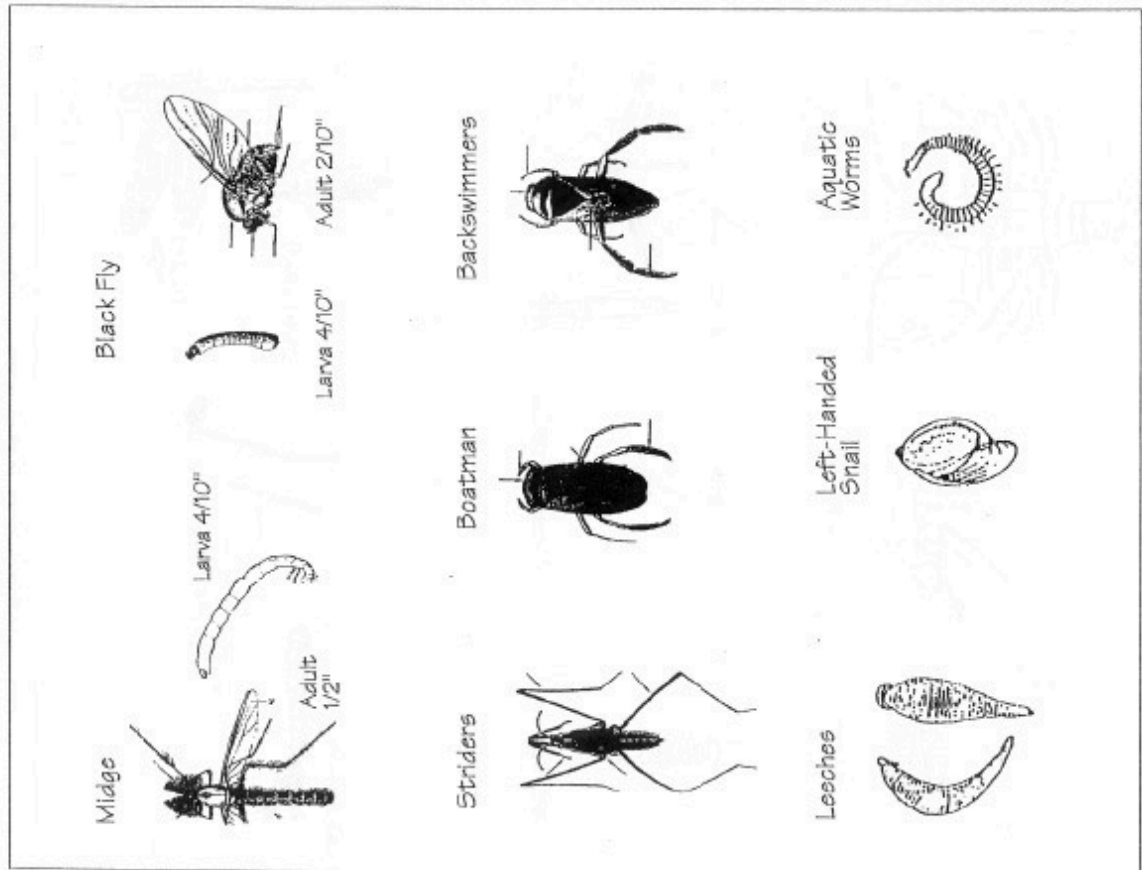 Midge
Adult
1/2"
Larva 4/10"
Black Fly
Larva 4/10"
Adult 2/10"
Striders
Boatman
Backswimmers
Leeches
Left-Handed
Snail
Aquatic
Worms